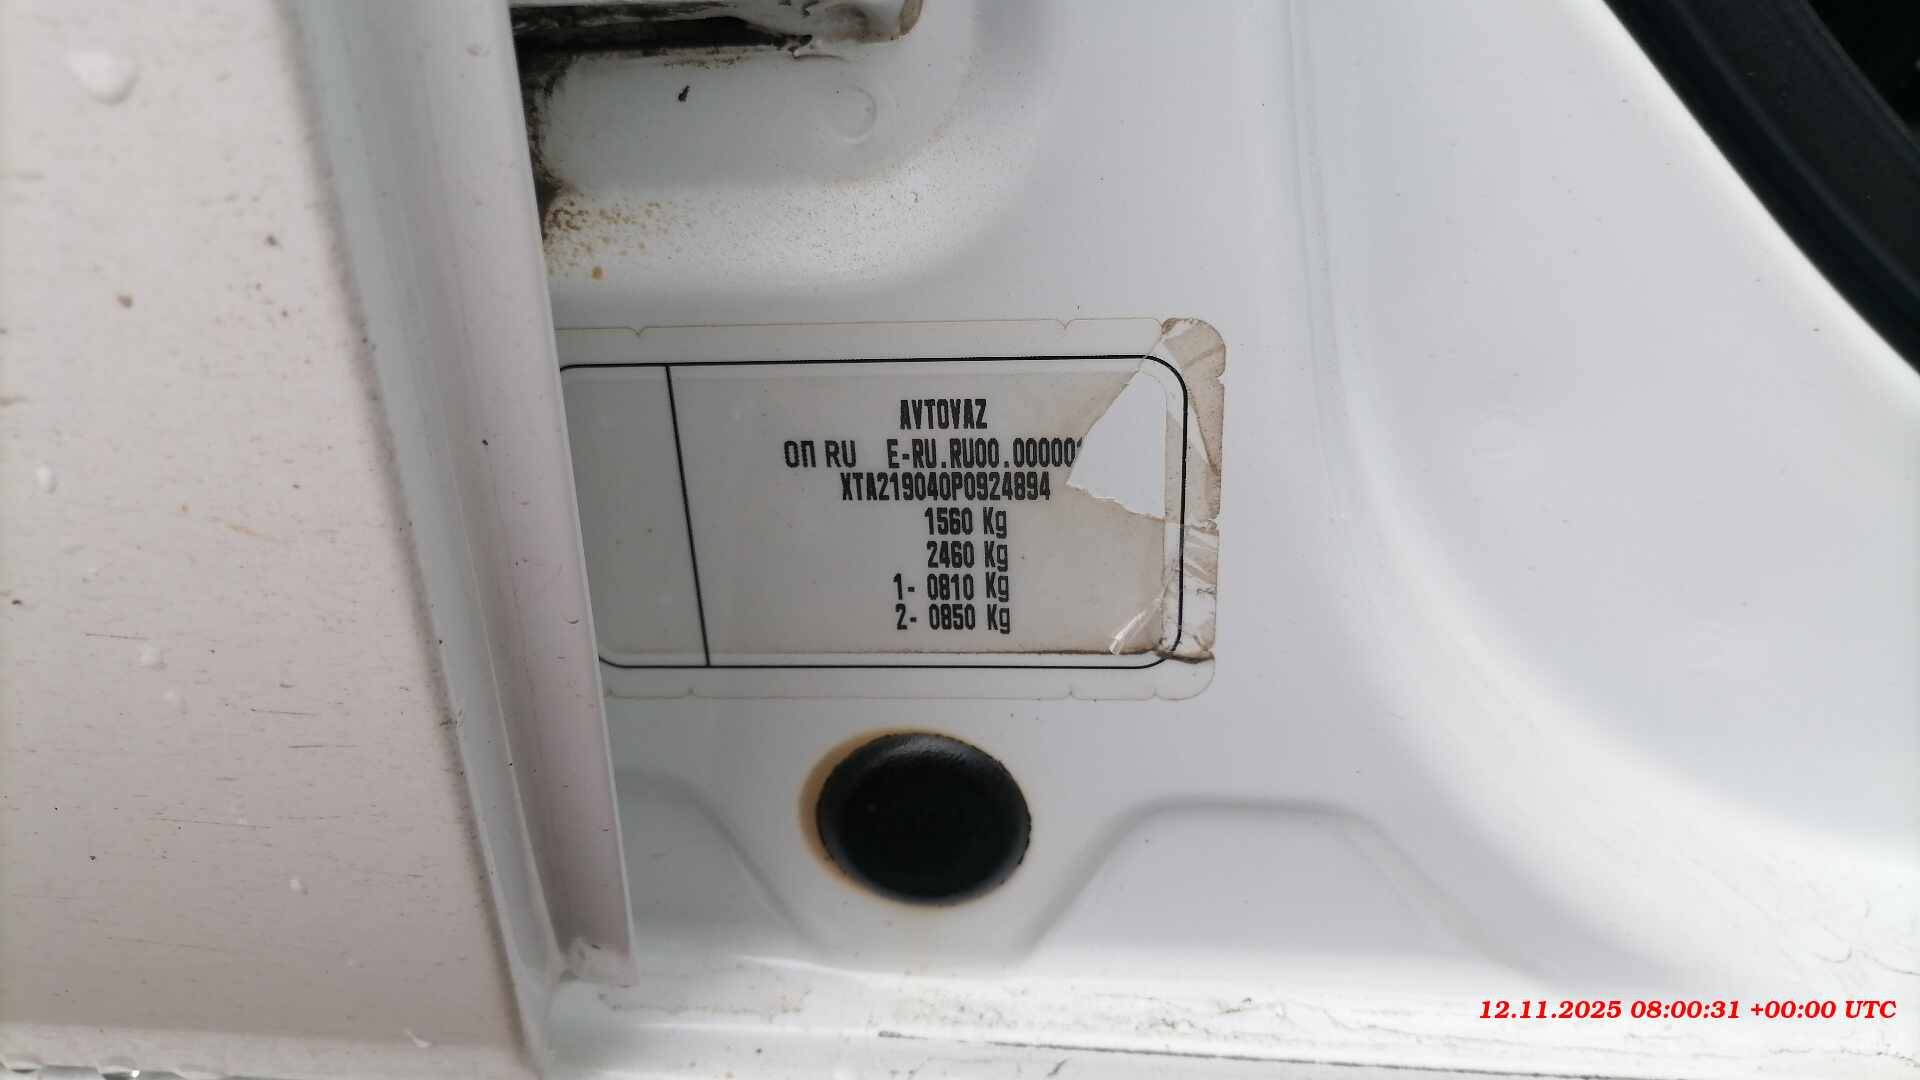 AVTOVAZ
ОП RU E-RU.RU00.00000
XTA219040P0924894
1560 Kg
2460 Kg
1- 0810 Kg
2- 0850 Kg
12.11.2025 08:00:31 +00:00 UTC